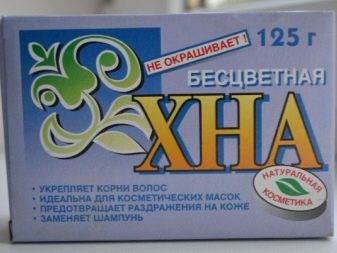 НЕ ОКРАШИВАЕТ!
125 г
БЕСЦВЕТНАЯ
ХНА
НАТУРАЛЬНАЯ
КОСМЕТИКА
• УКРЕПЛЯЕТ КОРНИ ВОЛОС
• ИДЕАЛЬНА ДЛЯ КОСМЕТИЧЕСКИХ МАСОК
• ПРЕДОТВРАЩАЕТ РАЗДРАЖЕНИЯ НА КОЖЕ
• ЗАМЕНЯЕТ ШАМПУНЬ